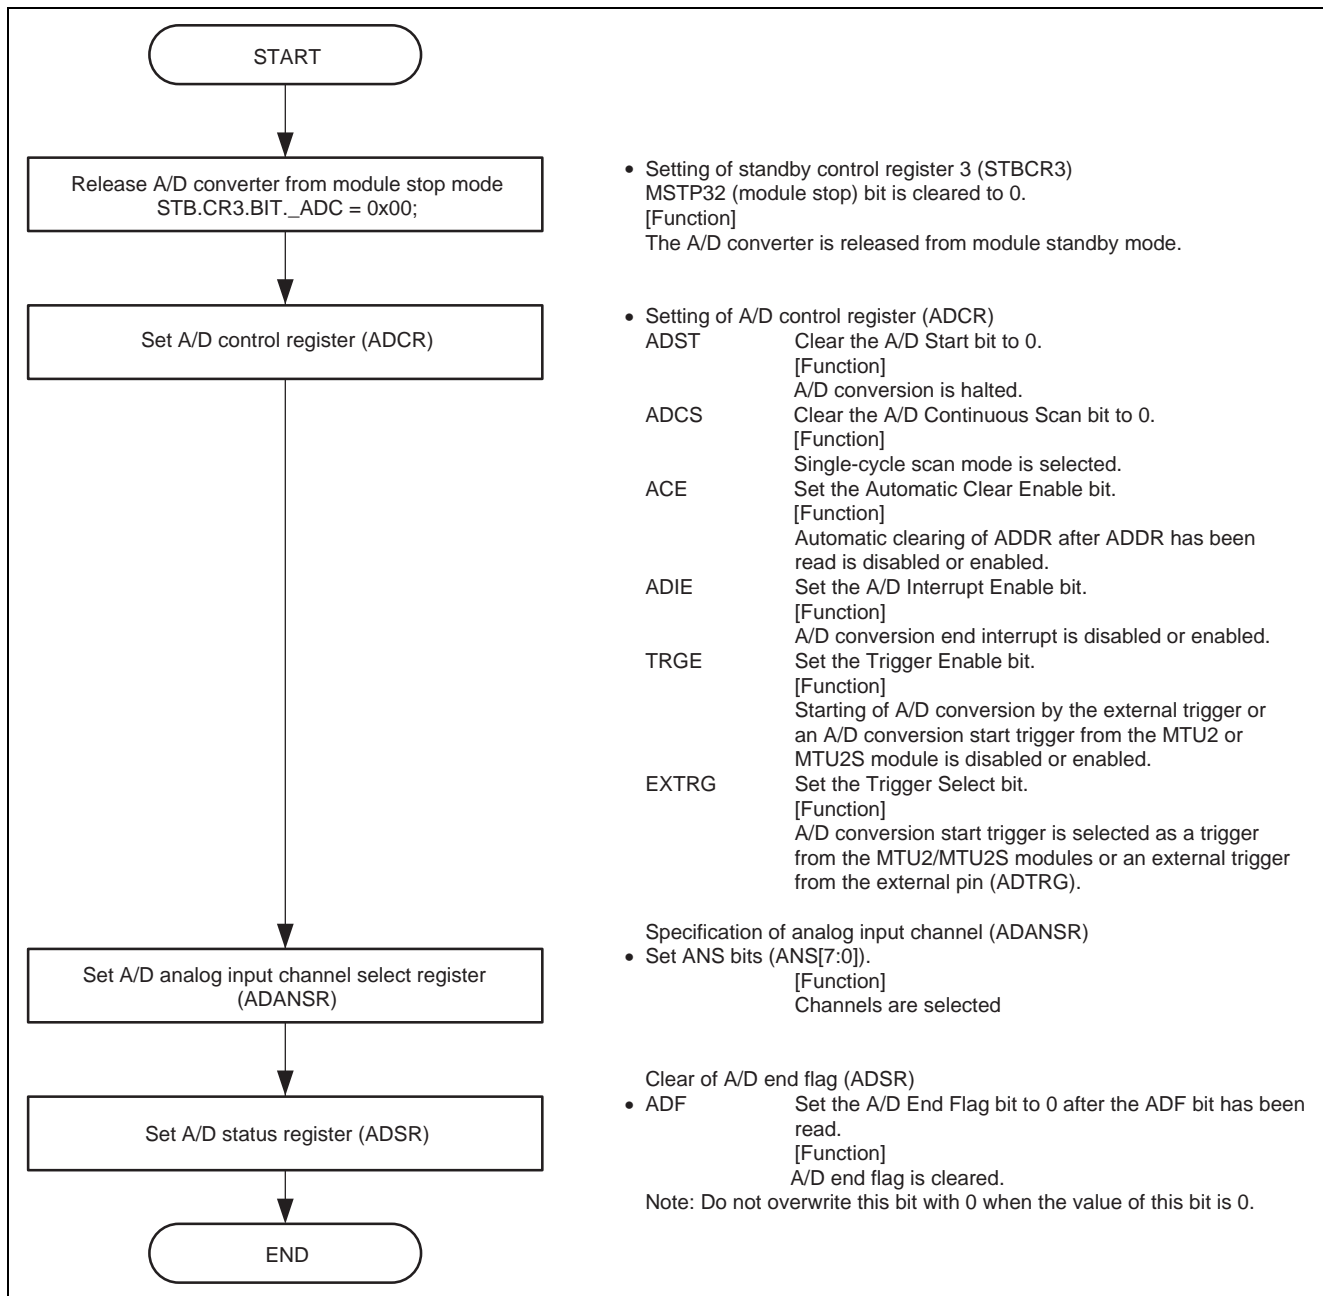 START
Release A/D converter from module stop mode
STB.CR3.BIT._ADC = 0x00;
• Setting of standby control register 3 (STBCR3)
MSTP32 (module stop) bit is cleared to 0.
[Function]
The A/D converter is released from module standby mode.
Set A/D control register (ADCR)
• Setting of A/D control register (ADCR)
ADST Clear the A/D Start bit to 0.
[Function]
A/D conversion is halted.
ADCS Clear the A/D Continuous Scan bit to 0.
[Function]
Single-cycle scan mode is selected.
ACE Set the Automatic Clear Enable bit.
[Function]
Automatic clearing of ADDR after ADDR has been
read is disabled or enabled.
ADIE Set the A/D Interrupt Enable bit.
[Function]
A/D conversion end interrupt is disabled or enabled.
TRGE Set the Trigger Enable bit.
[Function]
Starting of A/D conversion by the external trigger or
an A/D conversion start trigger from the MTU2 or
MTU2S module is disabled or enabled.
EXTRG Set the Trigger Select bit.
[Function]
A/D conversion start trigger is selected as a trigger
from the MTU2/MTU2S modules or an external trigger
from the external pin (ADTRG).
Set A/D analog input channel select register
(ADANSR)
Specification of analog input channel (ADANSR)
• Set ANS bits (ANS[7:0]).
[Function]
Channels are selected
Set A/D status register (ADSR)
Clear of A/D end flag (ADSR)
• ADF Set the A/D End Flag bit to 0 after the ADF bit has been
read.
[Function]
A/D end flag is cleared.
Note: Do not overwrite this bit with 0 when the value of this bit is 0.
END